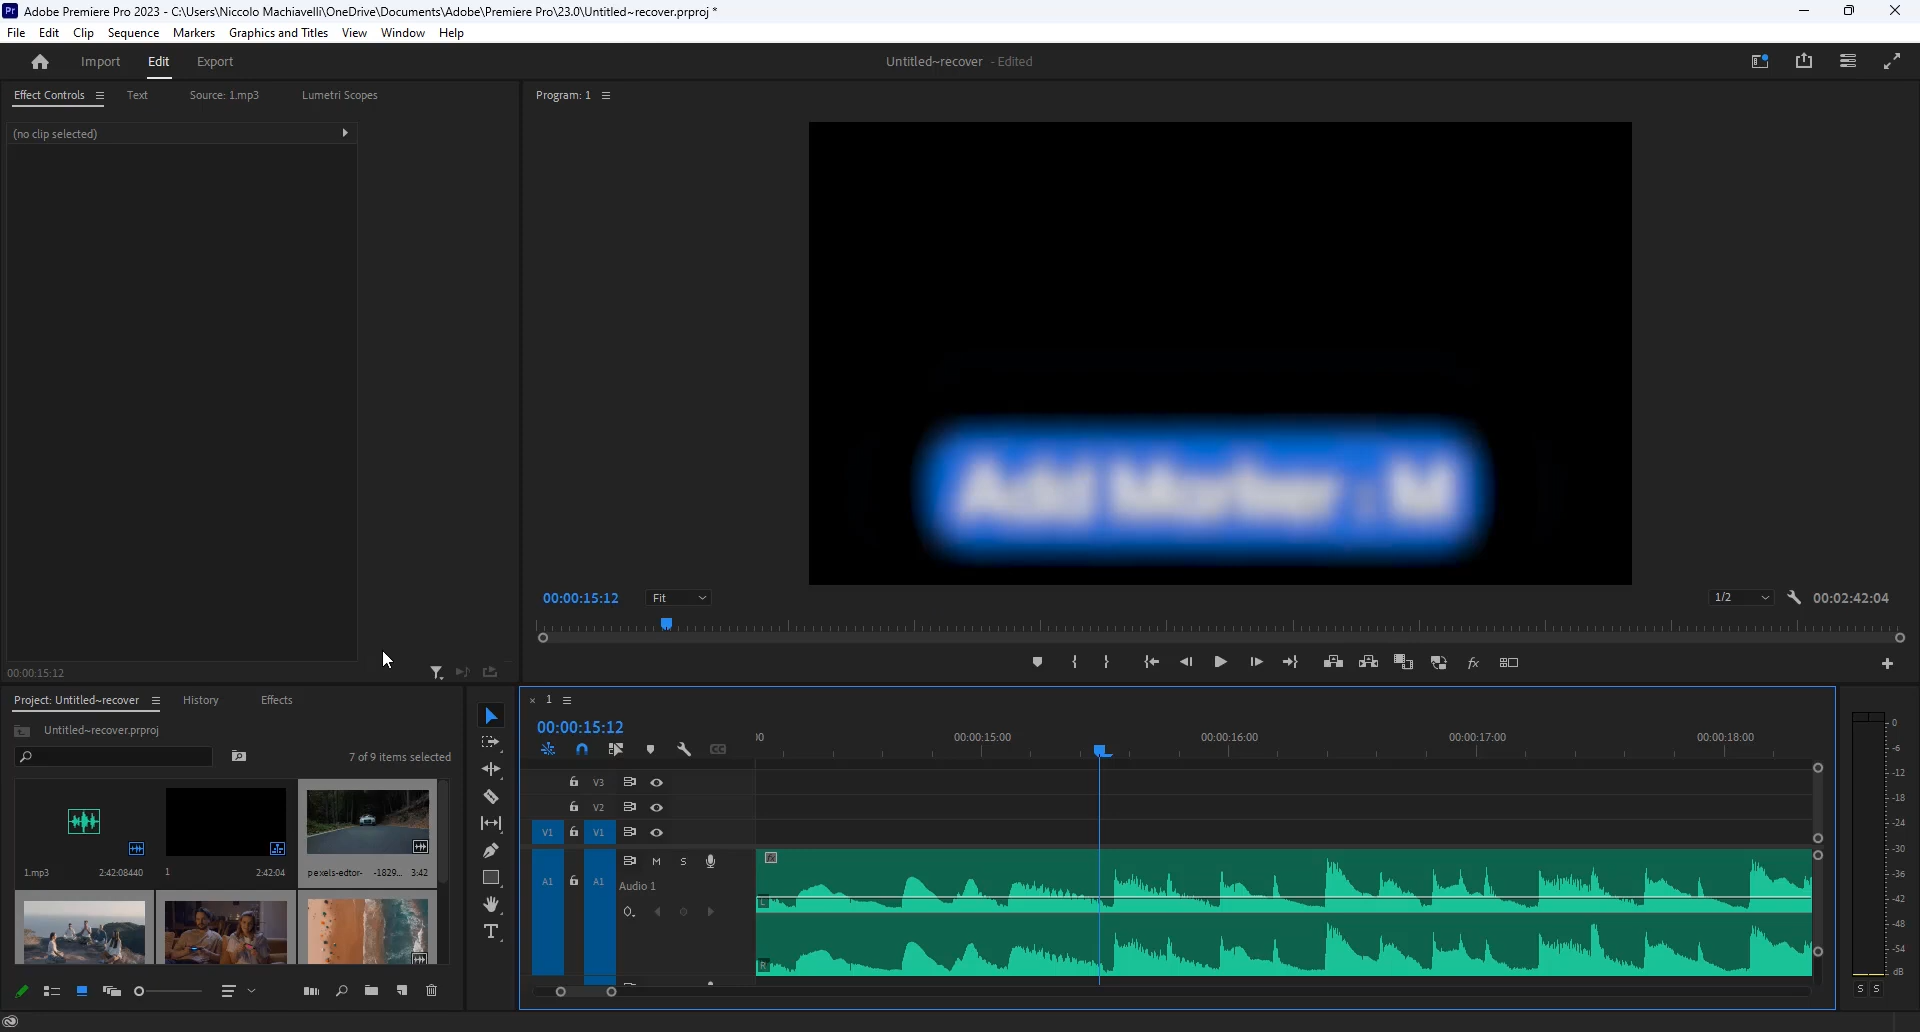 Pr Adobe Premiere Pro 2023 - C:\Users\Niccolo Machiavelli\OneDrive\Documents\Adobe\Premiere Pro\23.0\Untitled~recover.prproj *
File Edit Clip Sequence Markers Graphics and Titles View Window Help
Import Edit Export Untitled~recover - Edited
Effect Controls Text Source: 1.mp3 Lumetri Scopes
Program: 1
(no clip selected)
Add Marker : M
00:00:15:12 Fit 1/2 00:02:42:04
fx
00:00:15:12
Project: Untitled~recover History Effects
Untitled~recover.prproj
7 of 9 items selected
1.mp3 2:42:08440
1 2:42:04
pexels-edtor- -1829... 3:42
× 1
00:00:15:12
00 00:00:15:00 00:00:16:00 00:00:17:00 00:00:18:00
V3
V2
V1 V1
M S
A1 A1 Audio 1
fx
L
R
0
-6
-12
-18
-24
-30
-36
-42
-48
-54
dB
S S
T